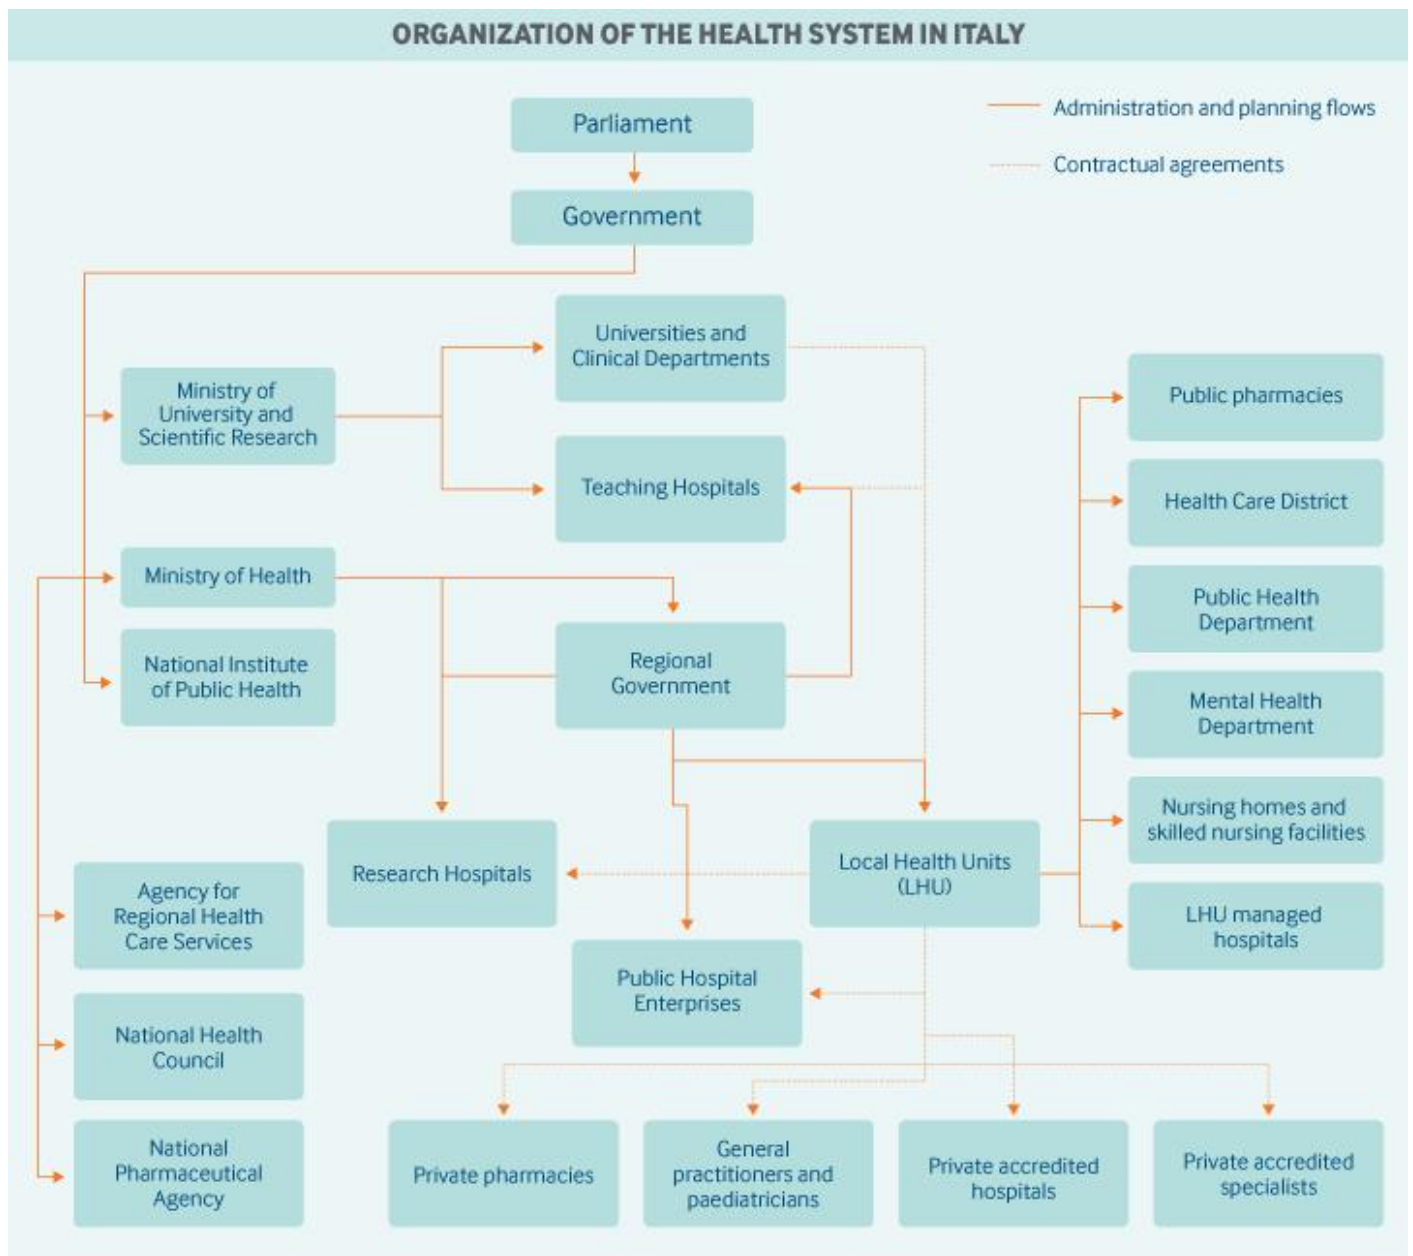 ORGANIZATION OF THE HEALTH SYSTEM IN ITALY
Administration and planning flows
Contractual agreements
Parliament
Government
Universities and
Clinical Departments
Ministry of
University and
Scientific Research
Teaching Hospitals
Ministry of Health
National Institute
of Public Health
Regional
Government
Public pharmacies
Health Care District
Public Health
Department
Mental Health
Department
Nursing homes and
skilled nursing facilities
LHU managed
hospitals
Research Hospitals
Local Health Units
(LHU)
Agency for
Regional Health
Care Services
Public Hospital
Enterprises
National Health
Council
National
Pharmaceutical
Agency
Private pharmacies
General
practitioners and
paediatricians
Private accredited
hospitals
Private accredited
specialists